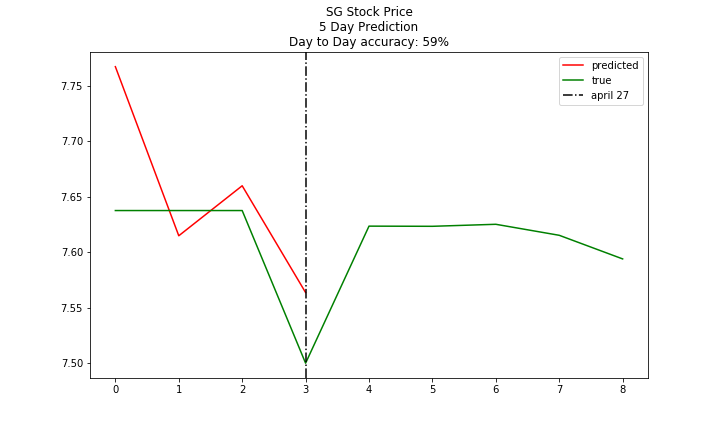 SG Stock Price
5 Day Prediction
Day to Day accuracy: 59%
predicted
true
april 27
7.75
7.70
7.65
7.60
7.55
7.50
0 1 2 3 4 5 6 7 8